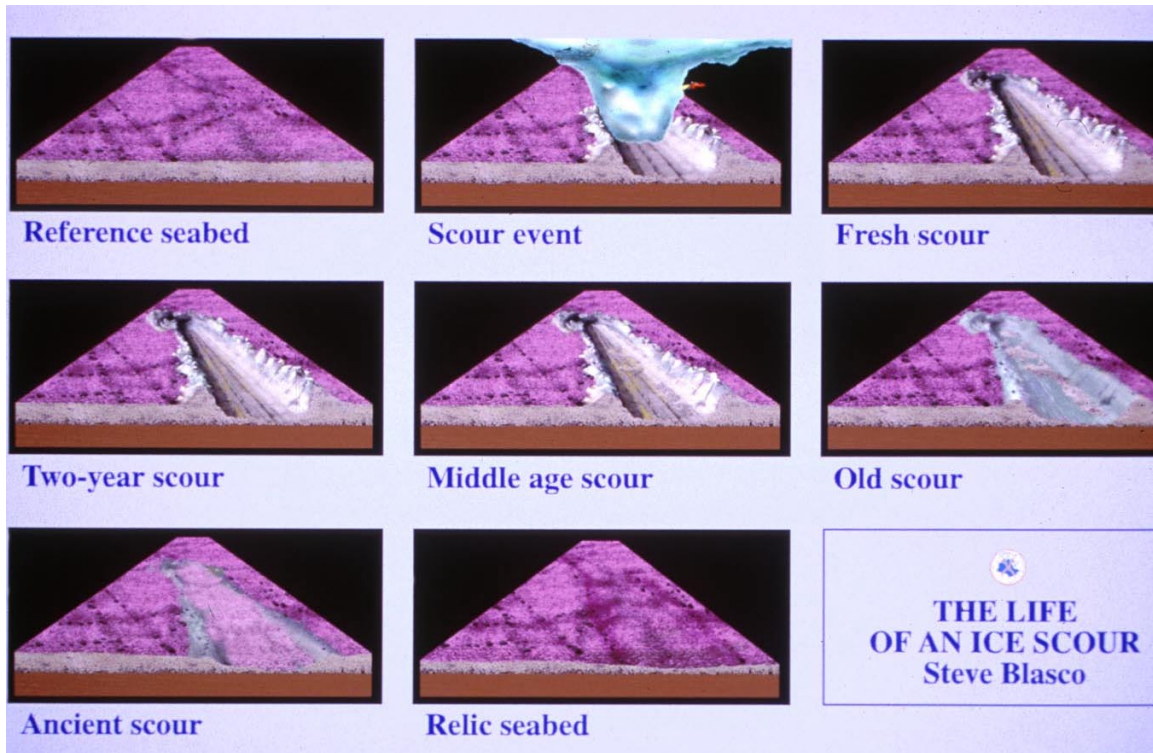 Reference seabed
Scour event
Fresh scour
Two-year scour
Middle age scour
Old scour
Ancient scour
Relic seabed
THE LIFE
OF AN ICE SCOUR
Steve Blasco